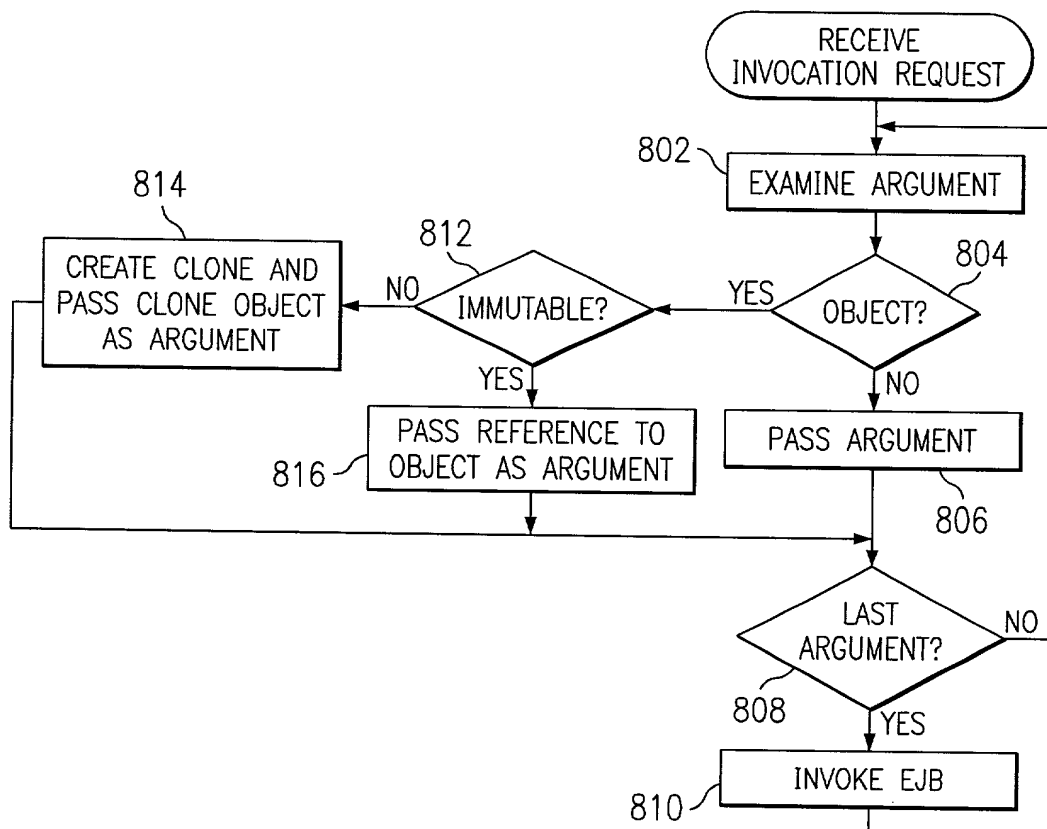 RECEIVE
INVOCATION REQUEST
802
EXAMINE ARGUMENT
814
CREATE CLONE AND
PASS CLONE OBJECT
AS ARGUMENT
812
NO
IMMUTABLE?
YES
804
OBJECT?
YES
NO
PASS REFERENCE TO
OBJECT AS ARGUMENT
816
PASS ARGUMENT
806
LAST
ARGUMENT?
NO
808
YES
INVOKE EJB
810